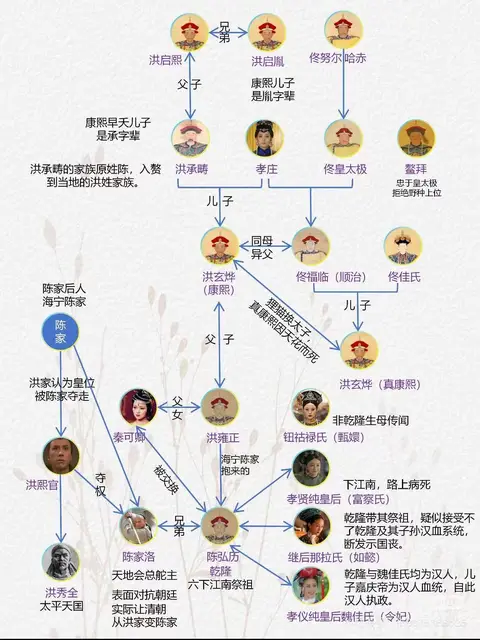 兄弟
洪启熙
洪启胤
佟努尔哈赤
父子
康熙儿子
是胤字辈
康熙早夭儿子
是承字辈
洪承畴的家族原姓陈，入赘
到当地的洪姓家族。
洪承畴
孝庄
佟皇太极
鳌拜
忠于皇太极
拒绝野种上位
儿子
同母
异父
洪玄烨
（康熙）
佟福临（顺治）
佟佳氏
陈家后人
海宁陈家
陈
家
狸猫换太子，
真康熙因天花而死
儿子
父子
洪玄烨（真康熙）
洪家认为皇位
被陈家夺走
父
女
秦可卿
洪雍正
钮祜禄氏（甄嬛）
非乾隆生母传闻
海宁陈家
抱来的
被交换
洪熙官
夺权
孝贤纯皇后（富察氏）
下江南，路上病死
陈家洛
兄弟
陈弘历
乾隆
继后那拉氏（如懿）
乾隆带其祭祖，疑似接受不
了乾隆及其子孙汉血系统，
断发示国丧。
洪秀全
太平天国
天地会总舵主
表面对抗朝廷
实际让清朝
从洪家变陈家
六下江南祭祖
孝仪纯皇后魏佳氏（令妃）
乾隆与魏佳氏均为汉人，儿
子嘉庆帝为汉人血统，自此
汉人执政。